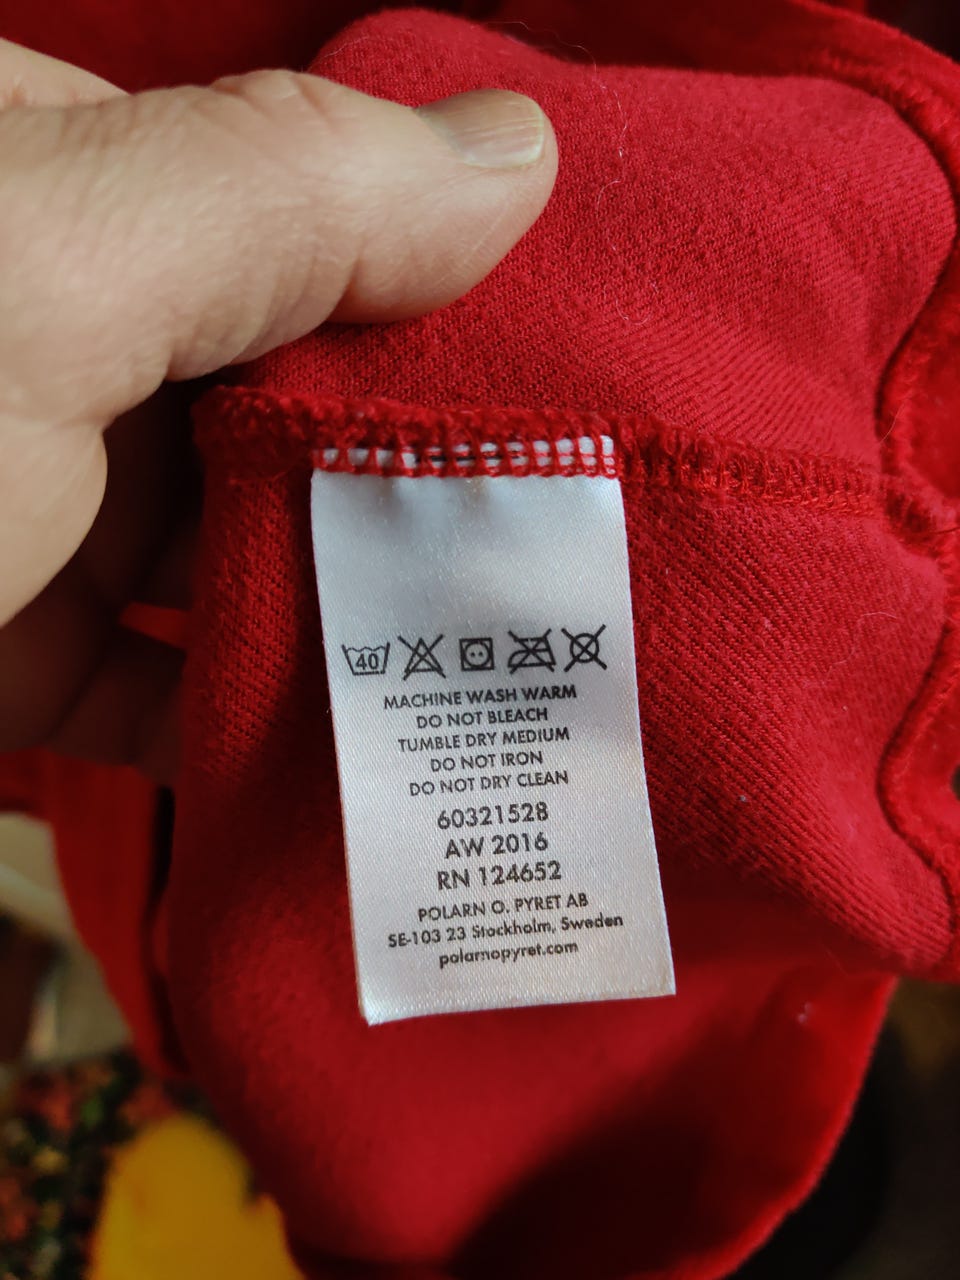 40
MACHINE WASH WARM
DO NOT BLEACH
TUMBLE DRY MEDIUM
DO NOT IRON
DO NOT DRY CLEAN
60321528
AW 2016
RN 124652
POLARN O. PYRET AB
SE-103 23 Stockholm, Sweden
polarnopyret.com